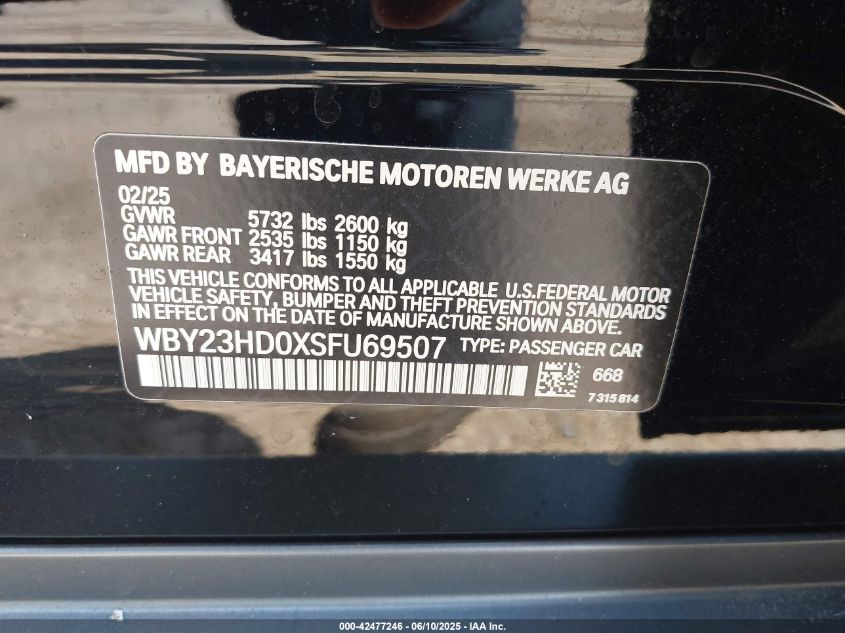 MFD BY BAYERISCHE MOTOREN WERKE AG
02/25
GVWR 5732 lbs 2600 kg
GAWR FRONT 2535 lbs 1150 kg
GAWR REAR 3417 lbs 1550 kg
THIS VEHICLE CONFORMS TO ALL APPLICABLE U.S.FEDERAL MOTOR
VEHICLE SAFETY, BUMPER AND THEFT PREVENTION STANDARDS
IN EFFECT ON THE DATE OF MANUFACTURE SHOWN ABOVE.
WBY23HD0XSFU69507 TYPE: PASSENGER CAR
668
7315814
000-42477246 - 06/10/2025 - IAA Inc.